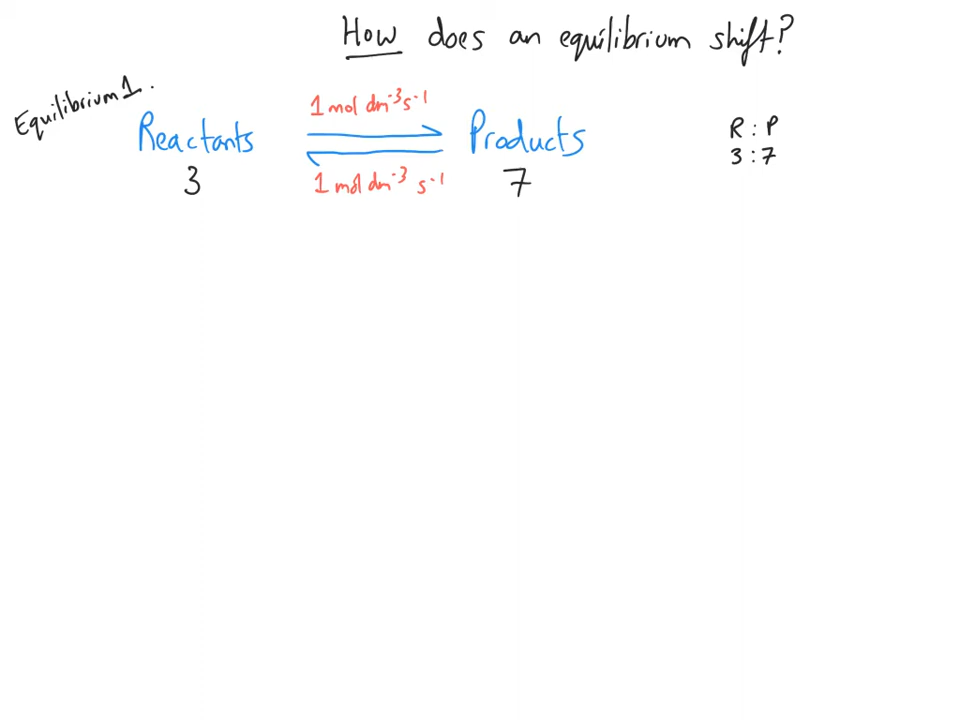 How does an equilibrium shift?
Equilibrium 1.
1 mol dm⁻³ s⁻¹
Reactants ⇌ Products
1 mol dm⁻³ s⁻¹
3 7
R : P
3 : 7